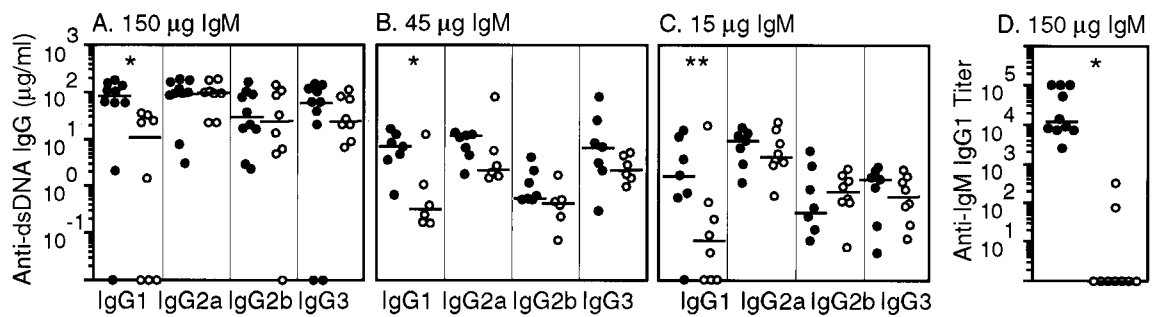 A. 150 μg IgM
B. 45 μg IgM
C. 15 μg IgM
D. 150 μg IgM
Anti-dsDNA IgG (μg/ml)
10 3
10 2
10 1
10 0
10 -1
*
*
**
IgG1 IgG2a IgG2b IgG3
IgG1 IgG2a IgG2b IgG3
IgG1 IgG2a IgG2b IgG3
Anti-IgM IgG1 Titer
10 5
10 4
10 3
10 2
10 1
*